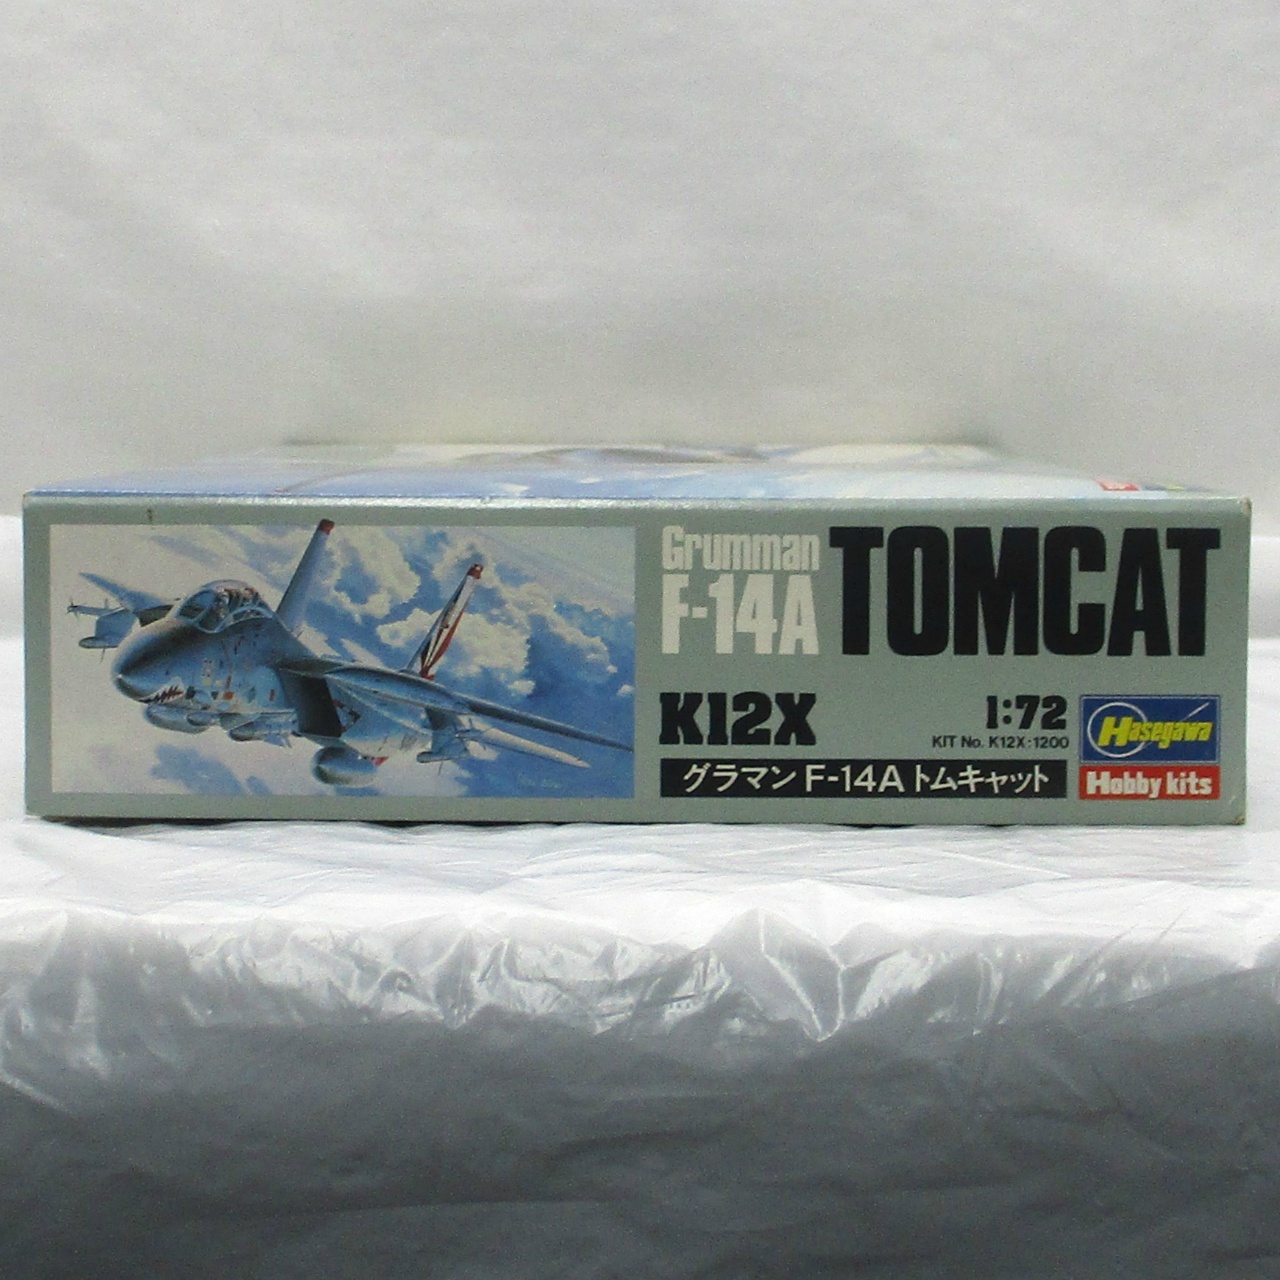 Grumman
F-14A
TOMCAT
K12X
1:72
KIT No. K12X:1200
グラマン F-14A トムキャット
Hasegawa
Hobby kits